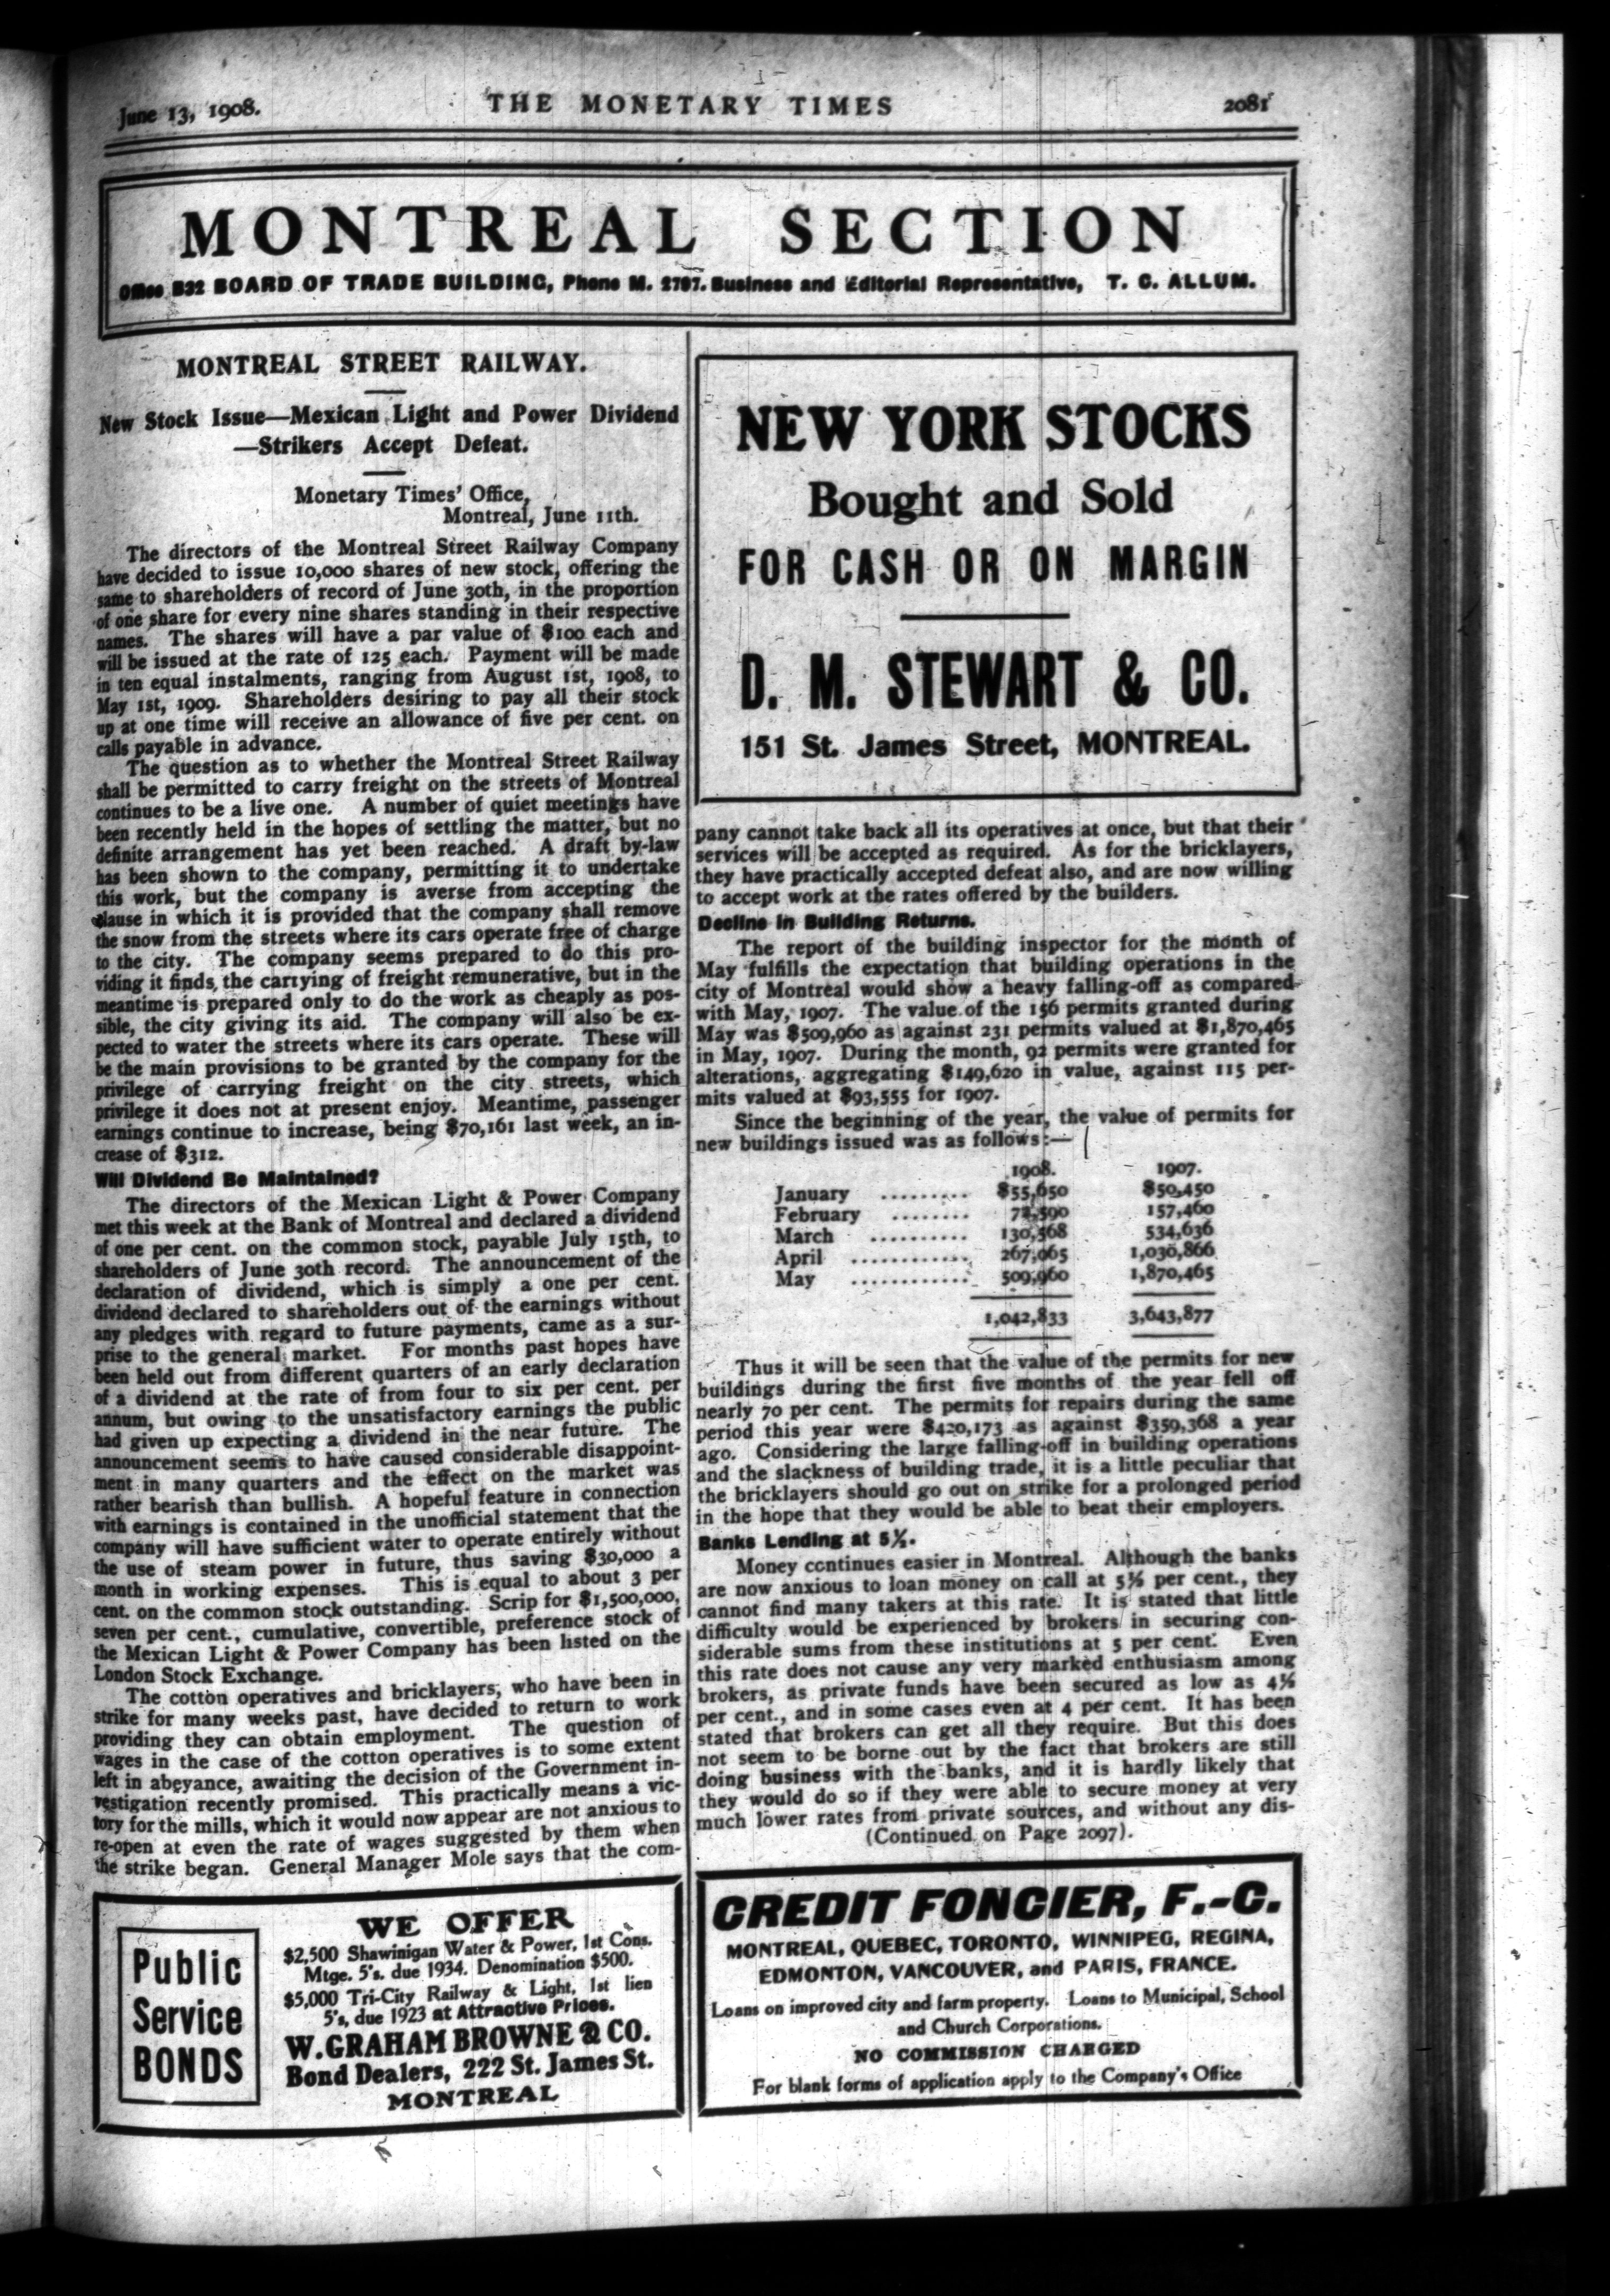 June 13, 1908.
THE MONETARY TIMES
2081
MONTREAL SECTION
Office B32 BOARD OF TRADE BUILDING, Phone M. 2797. Business and Editorial Representative, T. C. ALLUM.
MONTREAL STREET RAILWAY.
New Stock Issue—Mexican Light and Power Dividend
—Strikers Accept Defeat.
Monetary Times' Office,
Montreal, June 11th.
The directors of the Montreal Street Railway Company
have decided to issue 10,000 shares of new stock, offering the
same to shareholders of record of June 30th, in the proportion
of one share for every nine shares standing in their respective
names. The shares will have a par value of $100 each and
will be issued at the rate of 125 each. Payment will be made
in ten equal instalments, ranging from August 1st, 1908, to
May 1st, 1909. Shareholders desiring to pay all their stock
up at one time will receive an allowance of five per cent. on
calls payable in advance.
The question as to whether the Montreal Street Railway
shall be permitted to carry freight on the streets of Montreal
continues to be a live one. A number of quiet meetings have
been recently held in the hopes of settling the matter, but no
definite arrangement has yet been reached. A draft by-law
has been shown to the company, permitting it to undertake
this work, but the company is averse from accepting the
clause in which it is provided that the company shall remove
the snow from the streets where its cars operate free of charge
to the city. The company seems prepared to do this pro-
viding it finds the carrying of freight remunerative, but in the
meantime is prepared only to do the work as cheaply as pos-
sible, the city giving its aid. The company will also be ex-
pected to water the streets where its cars operate. These will
be the main provisions to be granted by the company for the
privilege of carrying freight on the city streets, which
privilege it does not at present enjoy. Meantime, passenger
earnings continue to increase, being $70,161 last week, an in-
crease of $312.
Will Dividend Be Maintained?
The directors of the Mexican Light & Power Company
met this week at the Bank of Montreal and declared a dividend
of one per cent. on the common stock, payable July 15th, to
shareholders of June 30th record. The announcement of the
declaration of dividend, which is simply a one per cent.
dividend declared to shareholders out of the earnings without
any pledges with regard to future payments, came as a sur-
prise to the general market. For months past hopes have
been held out from different quarters of an early declaration
of a dividend at the rate of from four to six per cent. per
annum, but owing to the unsatisfactory earnings the public
had given up expecting a dividend in the near future. The
announcement seems to have caused considerable disappoint-
ment in many quarters and the effect on the market was
rather bearish than bullish. A hopeful feature in connection
with earnings is contained in the unofficial statement that the
company will have sufficient water to operate entirely without
the use of steam power in future, thus saving $30,000 a
month in working expenses. This is equal to about 3 per
cent. on the common stock outstanding. Scrip for $1,500,000,
seven per cent., cumulative, convertible, preference stock of
the Mexican Light & Power Company has been listed on the
London Stock Exchange.
The cotton operatives and bricklayers, who have been in
strike for many weeks past, have decided to return to work
providing they can obtain employment. The question of
wages in the case of the cotton operatives is to some extent
left in abeyance, awaiting the decision of the Government in-
vestigation recently promised. This practically means a vic-
tory for the mills, which it would now appear are not anxious to
re-open at even the rate of wages suggested by them when
the strike began. General Manager Mole says that the com-
Public
Service
BONDS
WE OFFER
$2,500 Shawinigan Water & Power, 1st Cons.
Mtge. 5's. due 1934. Denomination $500.
$5,000 Tri-City Railway & Light, 1st lien
5's, due 1923 at Attractive Prices.
W. GRAHAM BROWNE & CO.
Bond Dealers, 222 St. James St.
MONTREAL
NEW YORK STOCKS
Bought and Sold
FOR CASH OR ON MARGIN
D. M. STEWART & CO.
151 St. James Street, MONTREAL.
pany cannot take back all its operatives at once, but that their
services will be accepted as required. As for the bricklayers,
they have practically accepted defeat also, and are now willing
to accept work at the rates offered by the builders.
Decline in Building Returns.
The report of the building inspector for the month of
May fulfills the expectation that building operations in the
city of Montreal would show a heavy falling-off as compared
with May, 1907. The value of the 156 permits granted during
May was $509,960 as against 231 permits valued at $1,870,465
in May, 1907. During the month, 92 permits were granted for
alterations, aggregating $149,620 in value, against 115 per-
mits valued at $93,555 for 1907.
Since the beginning of the year, the value of permits for
new buildings issued was as follows:—
1908. 1907.
January ......... $55,650 $50,450
February ........ 157,460
March .......... 130,568 534,636
April ............ 267,065 1,030,866
May ............ 509,960 1,870,465
1,042,833 3,643,877
Thus it will be seen that the value of the permits for new
buildings during the first five months of the year fell off
nearly 70 per cent. The permits for repairs during the same
period this year were $420,173 as against $359,368 a year
ago. Considering the large falling-off in building operations
and the slackness of building trade, it is a little peculiar that
the bricklayers should go out on strike for a prolonged period
in the hope that they would be able to beat their employers.
Banks Lending at 5½.
Money continues easier in Montreal. Although the banks
are now anxious to loan money on call at 5½ per cent., they
cannot find many takers at this rate. It is stated that little
difficulty would be experienced by brokers in securing con-
siderable sums from these institutions at 5 per cent. Even
this rate does not cause any very marked enthusiasm among
brokers, as private funds have been secured as low as 4½
per cent., and in some cases even at 4 per cent. It has been
stated that brokers can get all they require. But this does
not seem to be borne out by the fact that brokers are still
doing business with the banks, and it is hardly likely that
they would do so if they were able to secure money at very
much lower rates from private sources, and without any dis-
(Continued on Page 2097).
CREDIT FONCIER, F.-C.
MONTREAL, QUEBEC, TORONTO, WINNIPEG, REGINA,
EDMONTON, VANCOUVER, and PARIS, FRANCE.
Loans on improved city and farm property. Loans to Municipal, School
and Church Corporations.
NO COMMISSION CHARGED
For blank forms of application apply to the Company's Office